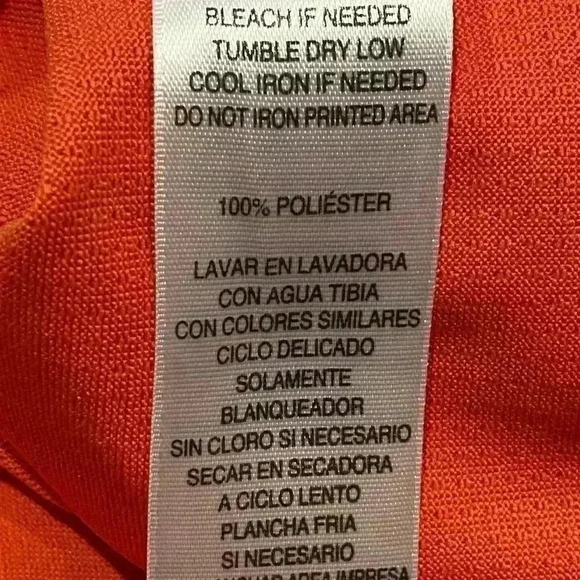 BLEACH IF NEEDED
TUMBLE DRY LOW
COOL IRON IF NEEDED
DO NOT IRON PRINTED AREA
100% POLIÉSTER
LAVAR EN LAVADORA
CON AGUA TIBIA
CON COLORES SIMILARES
CICLO DELICADO
SOLAMENTE
BLANQUEADOR
SIN CLORO SI NECESARIO
SECAR EN SECADORA
A CICLO LENTO
PLANCHA FRIA
SI NECESARIO
AREA IMPRESA